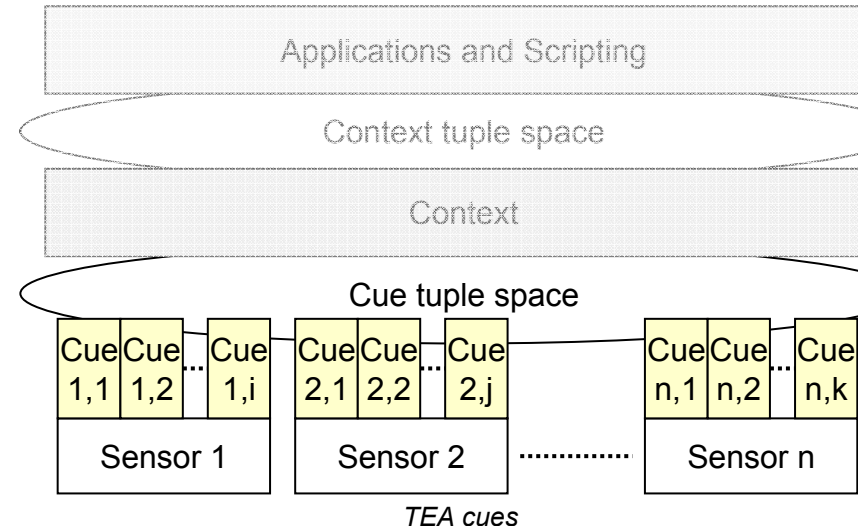 Applications and Scripting
Context tuple space
Context
Cue tuple space
Cue Cue Cue Cue Cue Cue Cue Cue Cue
1,1 1,2 1,i 2,1 2,2 2,j n,1 n,2 n,k
Sensor 1 Sensor 2 Sensor n
TEA cues